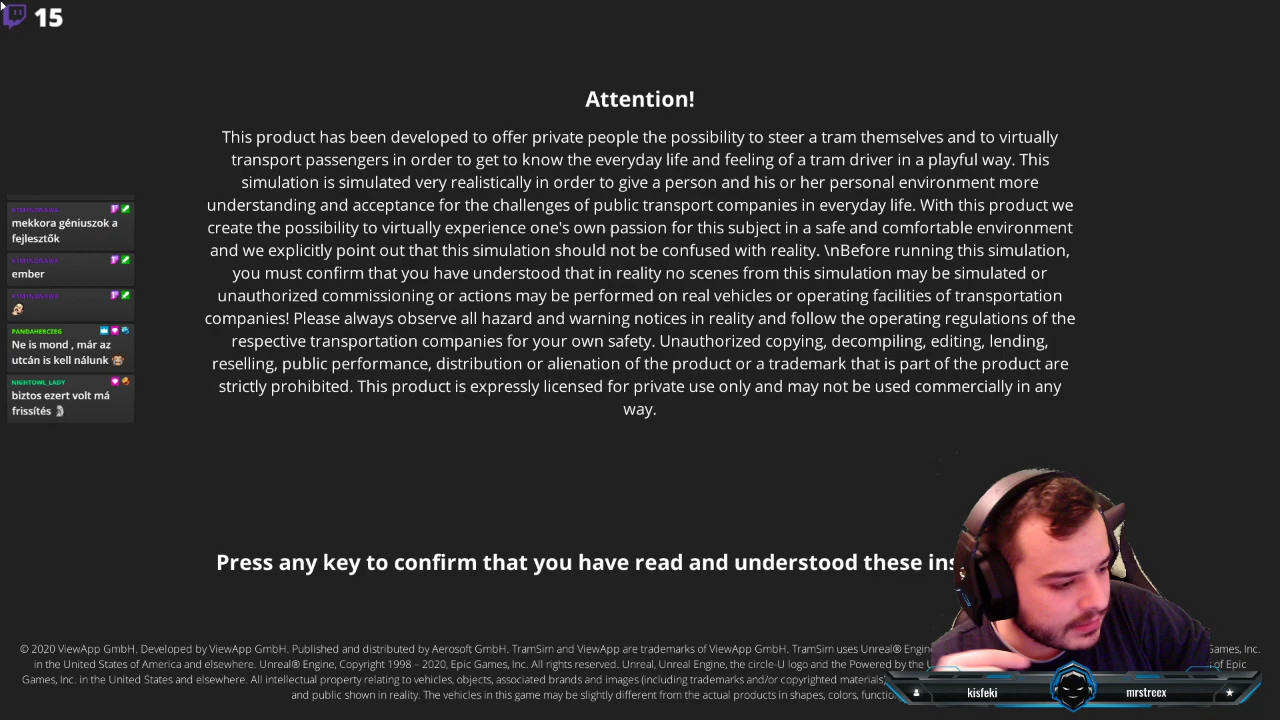 15
Attention!
This product has been developed to offer private people the possibility to steer a tram themselves and to virtually
transport passengers in order to get to know the everyday life and feeling of a tram driver in a playful way. This
simulation is simulated very realistically in order to give a person and his or her personal environment more
understanding and acceptance for the challenges of public transport companies in everyday life. With this product we
create the possibility to virtually experience one's own passion for this subject in a safe and comfortable environment
and we explicitly point out that this simulation should not be confused with reality. \nBefore running this simulation,
you must confirm that you have understood that in reality no scenes from this simulation may be simulated or
unauthorized commissioning or actions may be performed on real vehicles or operating facilities of transportation
companies! Please always observe all hazard and warning notices in reality and follow the operating regulations of the
respective transportation companies for your own safety. Unauthorized copying, decompiling, editing, lending,
reselling, public performance, distribution or alienation of the product or a trademark that is part of the product are
strictly prohibited. This product is expressly licensed for private use only and may not be used commercially in any
way.
mekkora géniuszok a
fejlesztők
ember
PANDAHERCZEG
Ne is mond , már az
utcán is kell nálunk
NIGHTOWL_LADY
biztos ezert volt má
frissítés
Press any key to confirm that you have read and understood these ins
© 2020 ViewApp GmbH. Developed by ViewApp GmbH. Published and distributed by Aerosoft GmbH. TramSim and ViewApp are trademarks of ViewApp GmbH. TramSim uses Unreal® Engin Games, Inc.
in the United States of America and elsewhere. Unreal® Engine, Copyright 1998 – 2020, Epic Games, Inc. All rights reserved. Unreal, Unreal Engine, the circle-U logo and the Powered by the U of Epic
Games, Inc. in the United States and elsewhere. All intellectual property relating to vehicles, objects, associated brands and images (including trademarks and/or copyrighted materials)
and public shown in reality. The vehicles in this game may be slightly different from the actual products in shapes, colors, functio
kisfeki
mrstreex